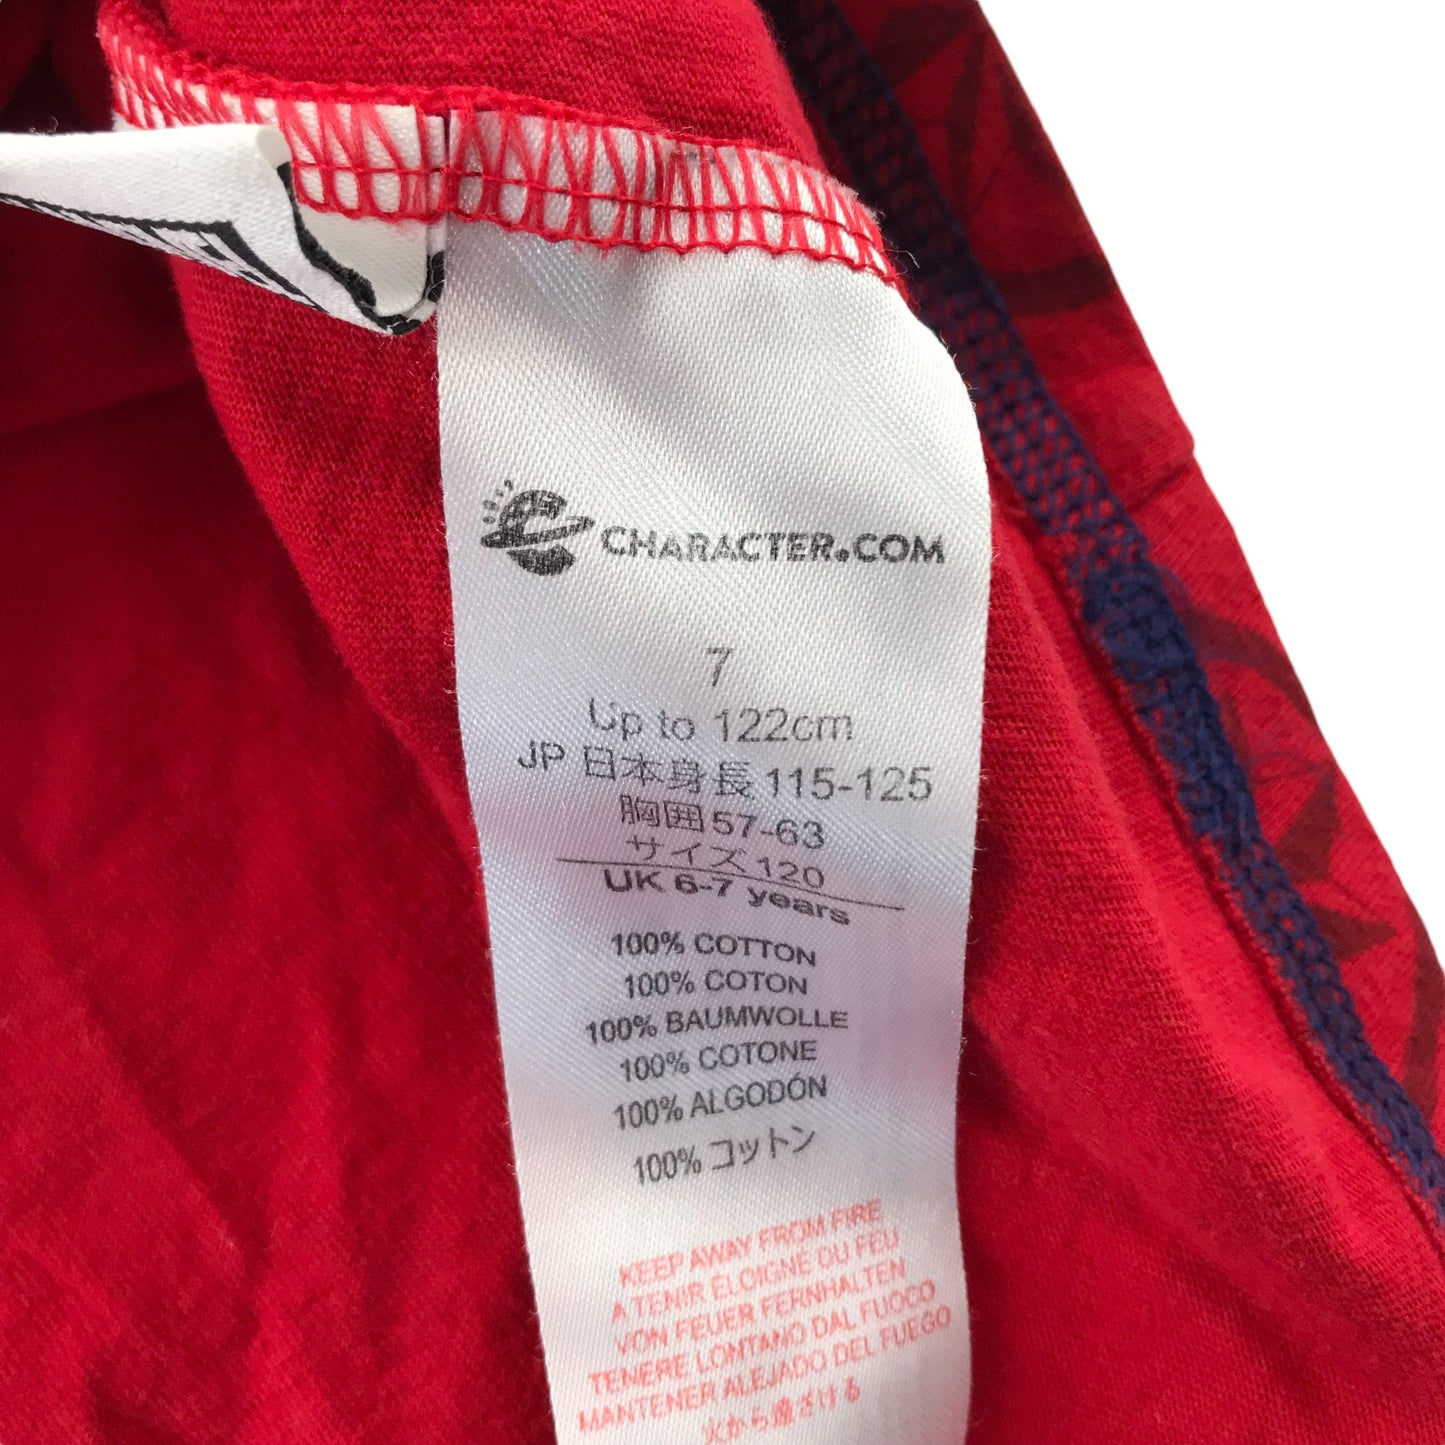 CHARACTER.COM
7
Up to 122cm
JP 日本身長 115-125
胸囲 57-63
サイズ 120
UK 6-7 years
100% COTTON
100% COTON
100% BAUMWOLLE
100% COTONE
100% ALGODÓN
100% コットン
KEEP AWAY FROM FIRE
A TENIR ELOIGNÉ DU FEU
VON FEUER FERNHALTEN
TENERE LONTANO DAL FUOCO
MANTENER ALEJADO DEL FUEGO
火から遠ざける